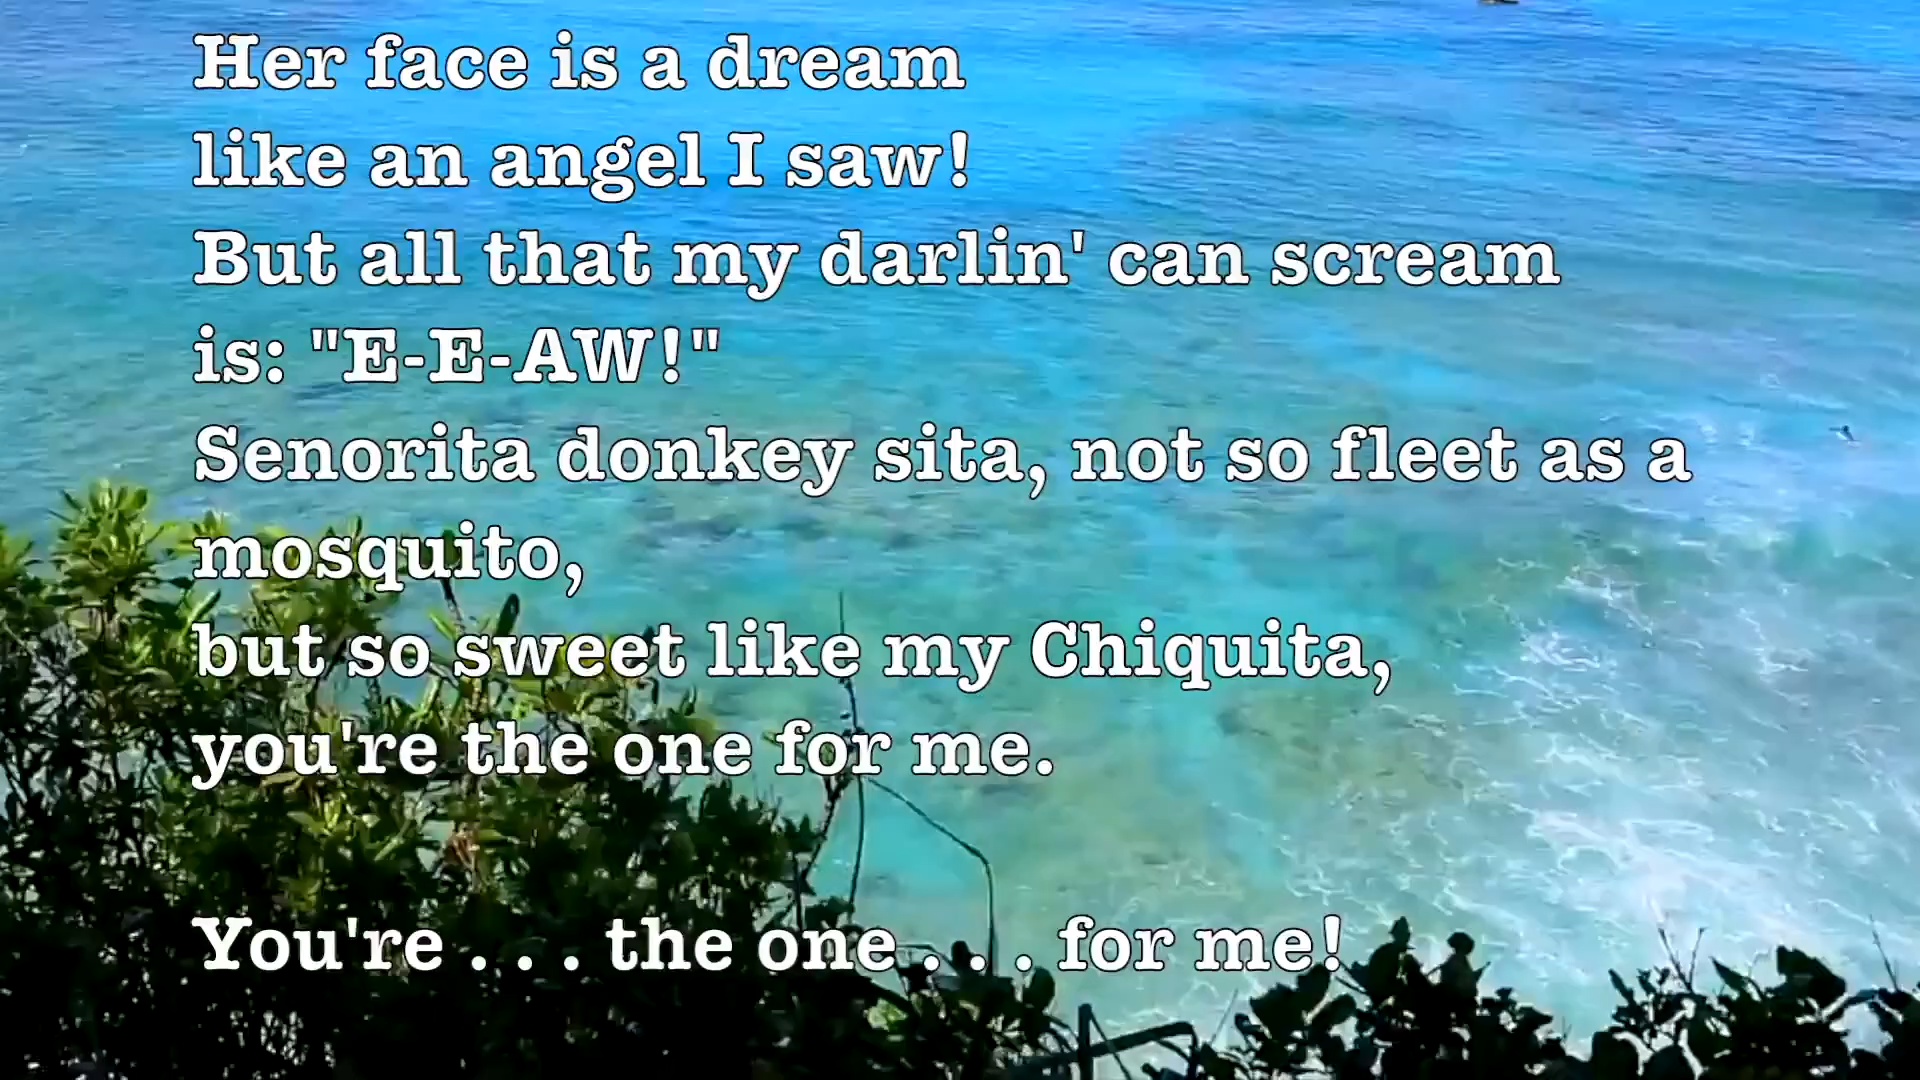 Her face is a dream
like an angel I saw!
But all that my darlin' can scream
is: "E-E-AW!"
Senorita donkey sita, not so fleet as a
mosquito,
but so sweet like my Chiquita,
you're the one for me.
You're . . . the one . . . for me!